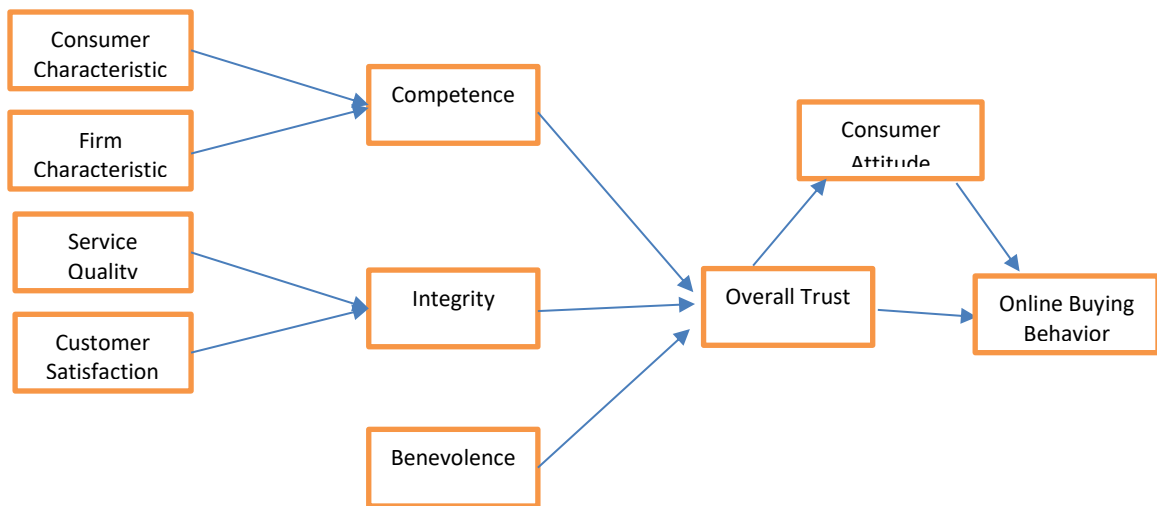 Consumer
Characteristic
Firm
Characteristic
Service
Quality
Customer
Satisfaction
Competence
Integrity
Benevolence
Overall Trust
Consumer
Attitude
Online Buying
Behavior